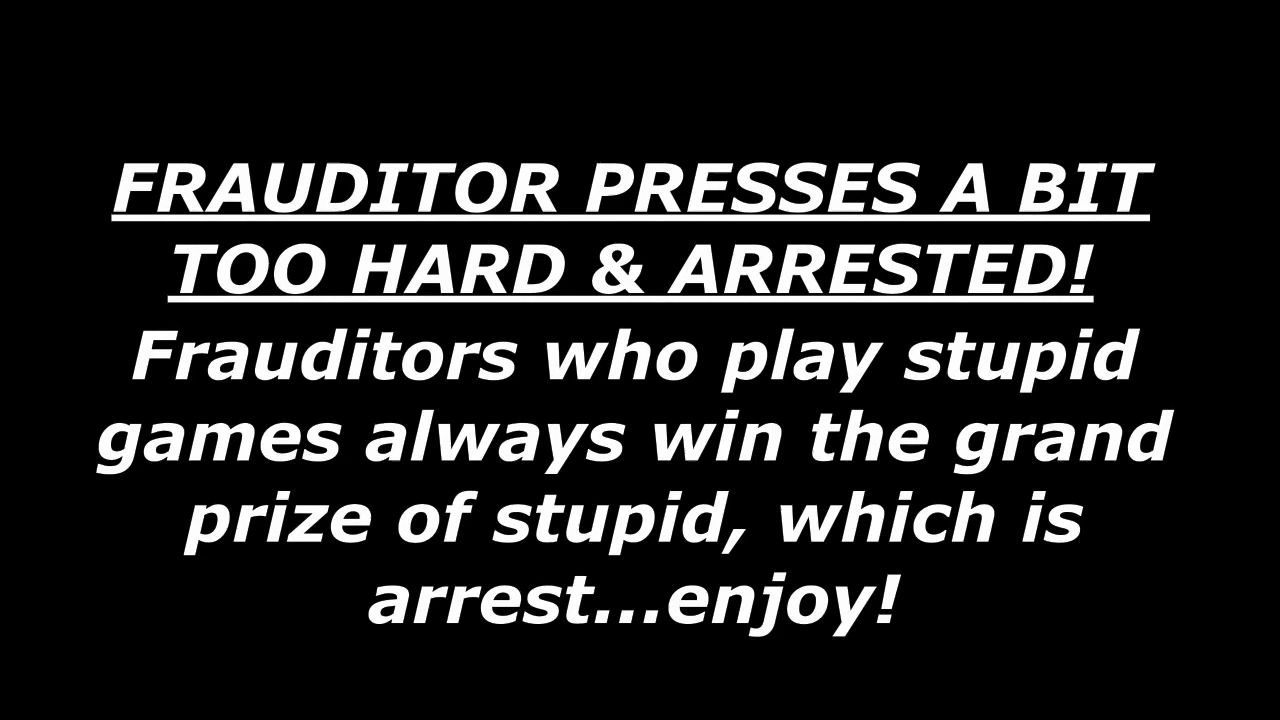 FRAUDITOR PRESSES A BIT
TOO HARD & ARRESTED!
Frauditors who play stupid
games always win the grand
prize of stupid, which is
arrest...enjoy!